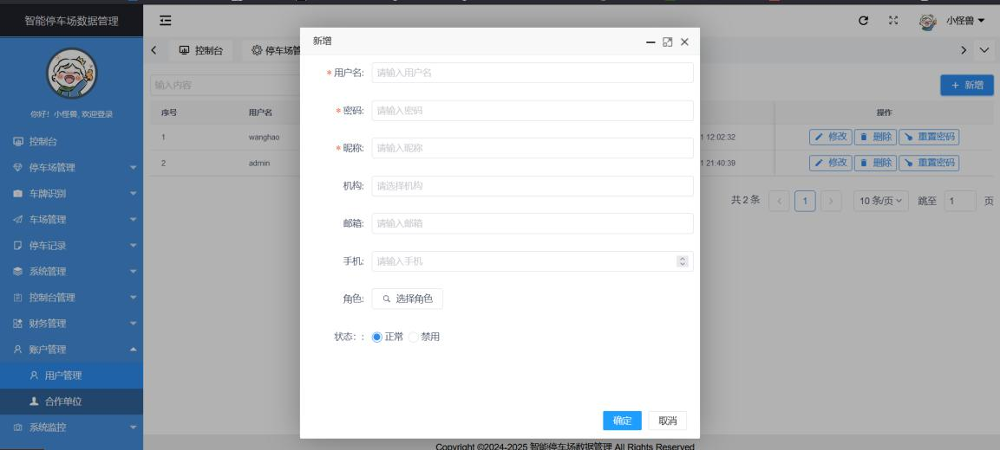 智能停车场数据管理
小怪兽
控制台
停车场管
输入内容
新增
你好！小怪兽, 欢迎登录
序号
用户名
操作
1
wanghao
1 12:02:32
修改
删除
重置密码
2
admin
1 21:40:39
修改
删除
重置密码
共 2 条
1
10 条/页
跳至
1
页
控制台
停车场管理
车牌识别
车场管理
停车记录
系统管理
控制台管理
财务管理
账户管理
用户管理
合作单位
系统监控
新增
*用户名:
请输入用户名
*密码:
请输入密码
*昵称:
请输入昵称
机构:
请选择机构
邮箱:
请输入邮箱
手机:
请输入手机
角色:
选择角色
状态: :
正常
禁用
确定
取消
Copyright ©2024-2025 智能停车场数据管理 All Rights Reserved